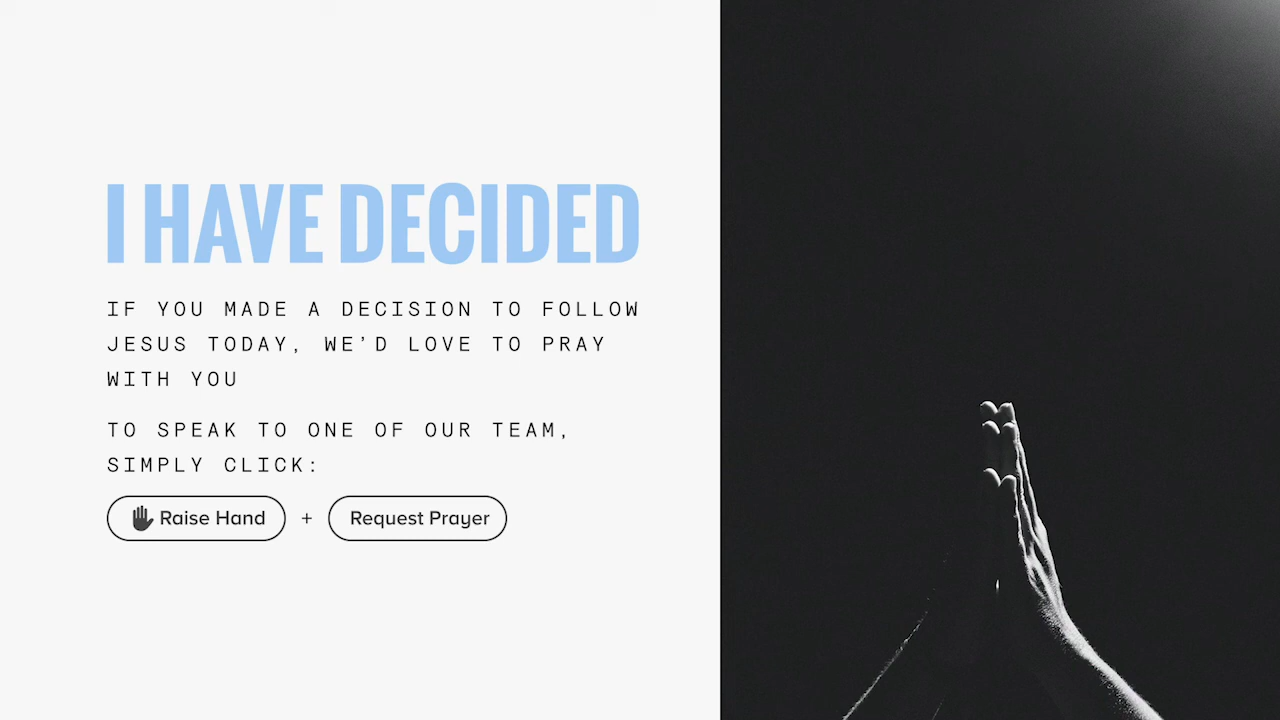 I HAVE DECIDED
IF YOU MADE A DECISION TO FOLLOW
JESUS TODAY, WE’D LOVE TO PRAY
WITH YOU
TO SPEAK TO ONE OF OUR TEAM,
SIMPLY CLICK:
Raise Hand + Request Prayer